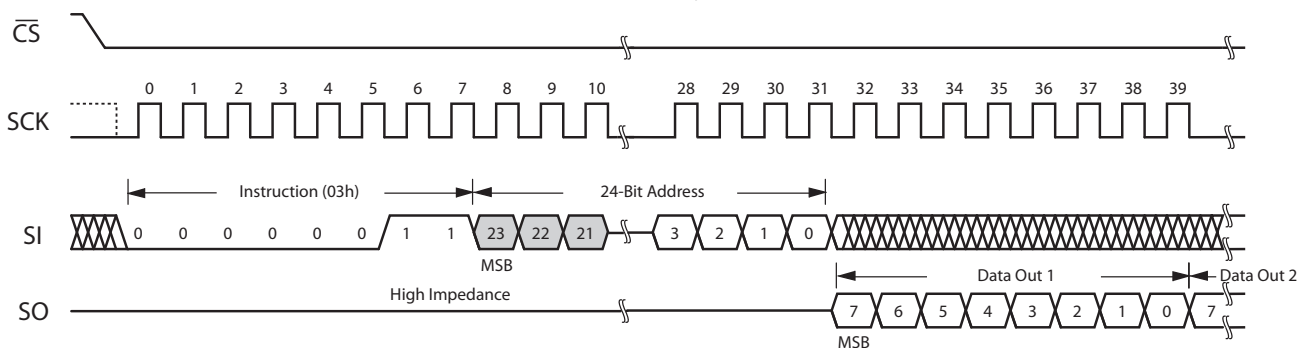 CS
0 1 2 3 4 5 6 7 8 9 10 28 29 30 31 32 33 34 35 36 37 38 39
SCK
Instruction (03h) 24-Bit Address
SI 0 0 0 0 0 0 1 1 23 22 21 3 2 1 0
MSB
Data Out 1 Data Out 2
High Impedance
SO 7 6 5 4 3 2 1 0 7
MSB